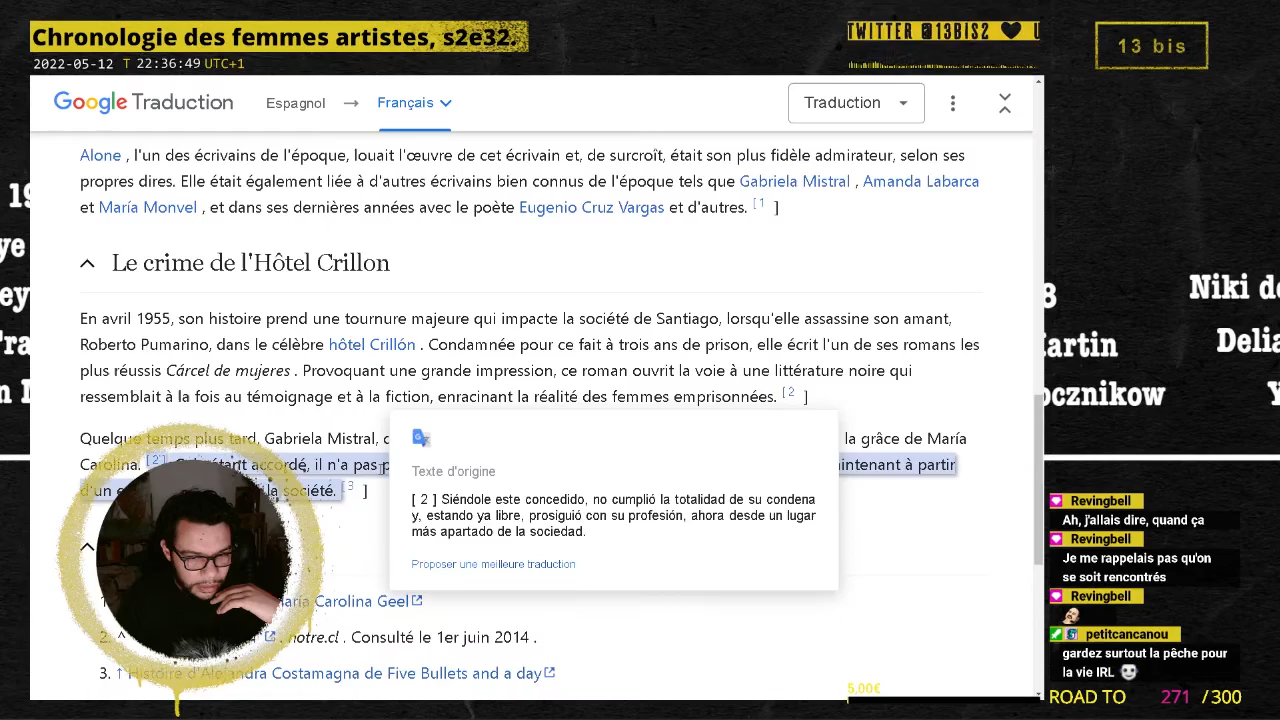 Chronologie des femmes artistes, s2e32.
2022-05-12 T 22:36:49 UTC+1
TWITTER @13BIS2
13 bis
Google Traduction
Espagnol → Français
Traduction
Alone , l'un des écrivains de l'époque, louait l'œuvre de cet écrivain et, de surcroît, était son plus fidèle admirateur, selon ses
propres dires. Elle était également liée à d'autres écrivains bien connus de l'époque tels que Gabriela Mistral , Amanda Labarca
et María Monvel , et dans ses dernières années avec le poète Eugenio Cruz Vargas et d'autres. [ 1 ]
Le crime de l'Hôtel Crillon
En avril 1955, son histoire prend une tournure majeure qui impacte la société de Santiago, lorsqu'elle assassine son amant,
Roberto Pumarino, dans le célèbre hôtel Crillón . Condamnée pour ce fait à trois ans de prison, elle écrit l'un de ses romans les
plus réussis Cárcel de mujeres . Provoquant une grande impression, ce roman ouvrit la voie à une littérature noire qui
ressemblait à la fois au témoignage et à la fiction, enracinant la réalité des femmes emprisonnées. [ 2 ]
Quelque temps plus tard, Gabriela Mistral, la grâce de María
Carolina. [ 2 ] étant accordé, il n'a pas maintenant à partir
la société. [ 3 ]
Texte d'origine
[ 2 ] Siéndole este concedido, no cumplió la totalidad de su condena
y, estando ya libre, prosiguió con su profesión, ahora desde un lugar
más apartado de la sociedad.
Proposer une meilleure traduction
1. María Carolina Geel
2. ^ notre.cl . Consulté le 1er juin 2014 .
3. ↑ Histoire d'Alejandra Costamagna de Five Bullets and a day
Niki de
Martin
Delia
ocznikow
Revingbell
Ah, j'allais dire, quand ça
Revingbell
Je me rappelais pas qu'on
se soit rencontrés
Revingbell
petitcancanou
gardez surtout la pêche pour
la vie IRL
5,00€
ROAD TO 271 / 300